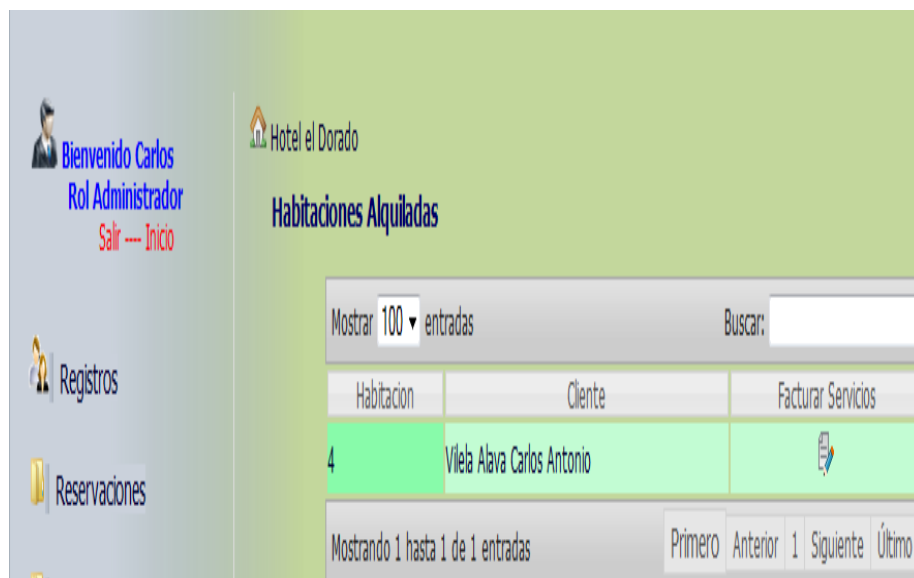 Bienvenido Carlos
Rol Administrador
Salir ---- Inicio
Registros
Reservaciones
Hotel el Dorado
Habitaciones Alquiladas
Mostrar 100 entradas Buscar:
Habitacion Cliente Facturar Servicios
4 Vilela Alava Carlos Antonio
Mostrando 1 hasta 1 de 1 entradas Primero Anterior 1 Siguiente Último